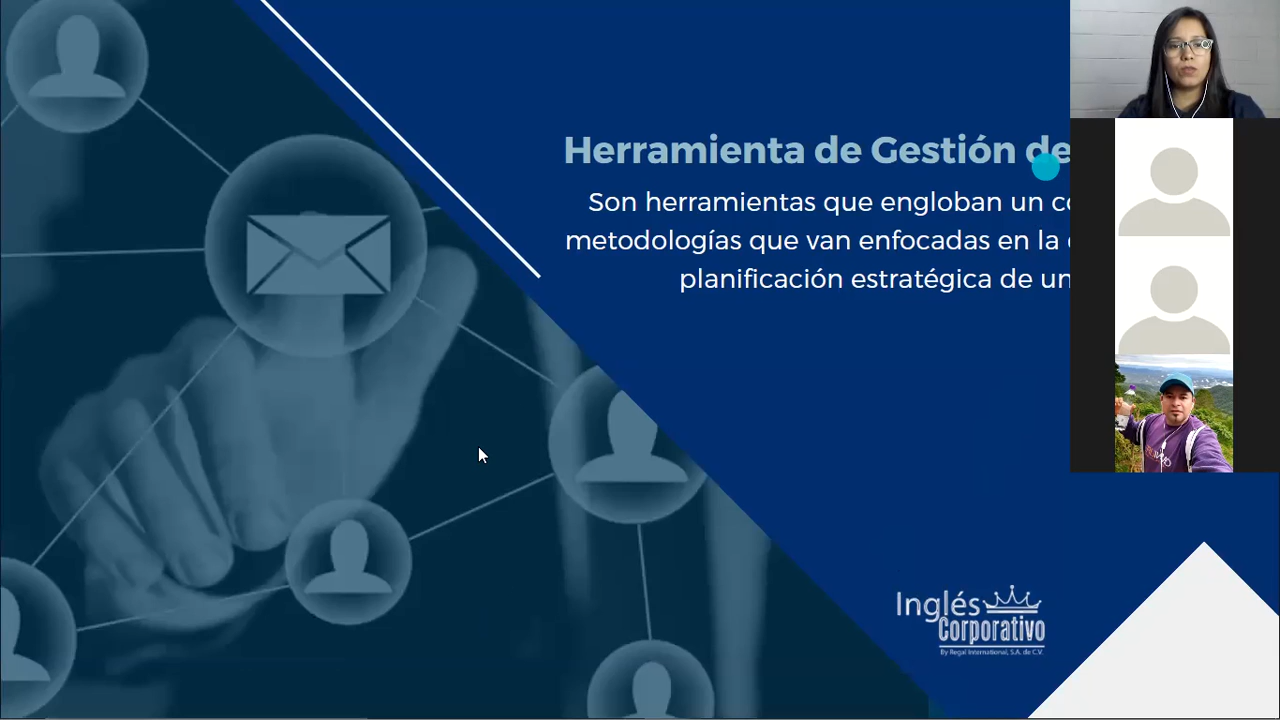 Herramienta de Gestión de
Son herramientas que engloban un
metodologías que van enfocadas en la
planificación estratégica de un
Inglés
Corporativo
By Regal International, S.A. de C.V.